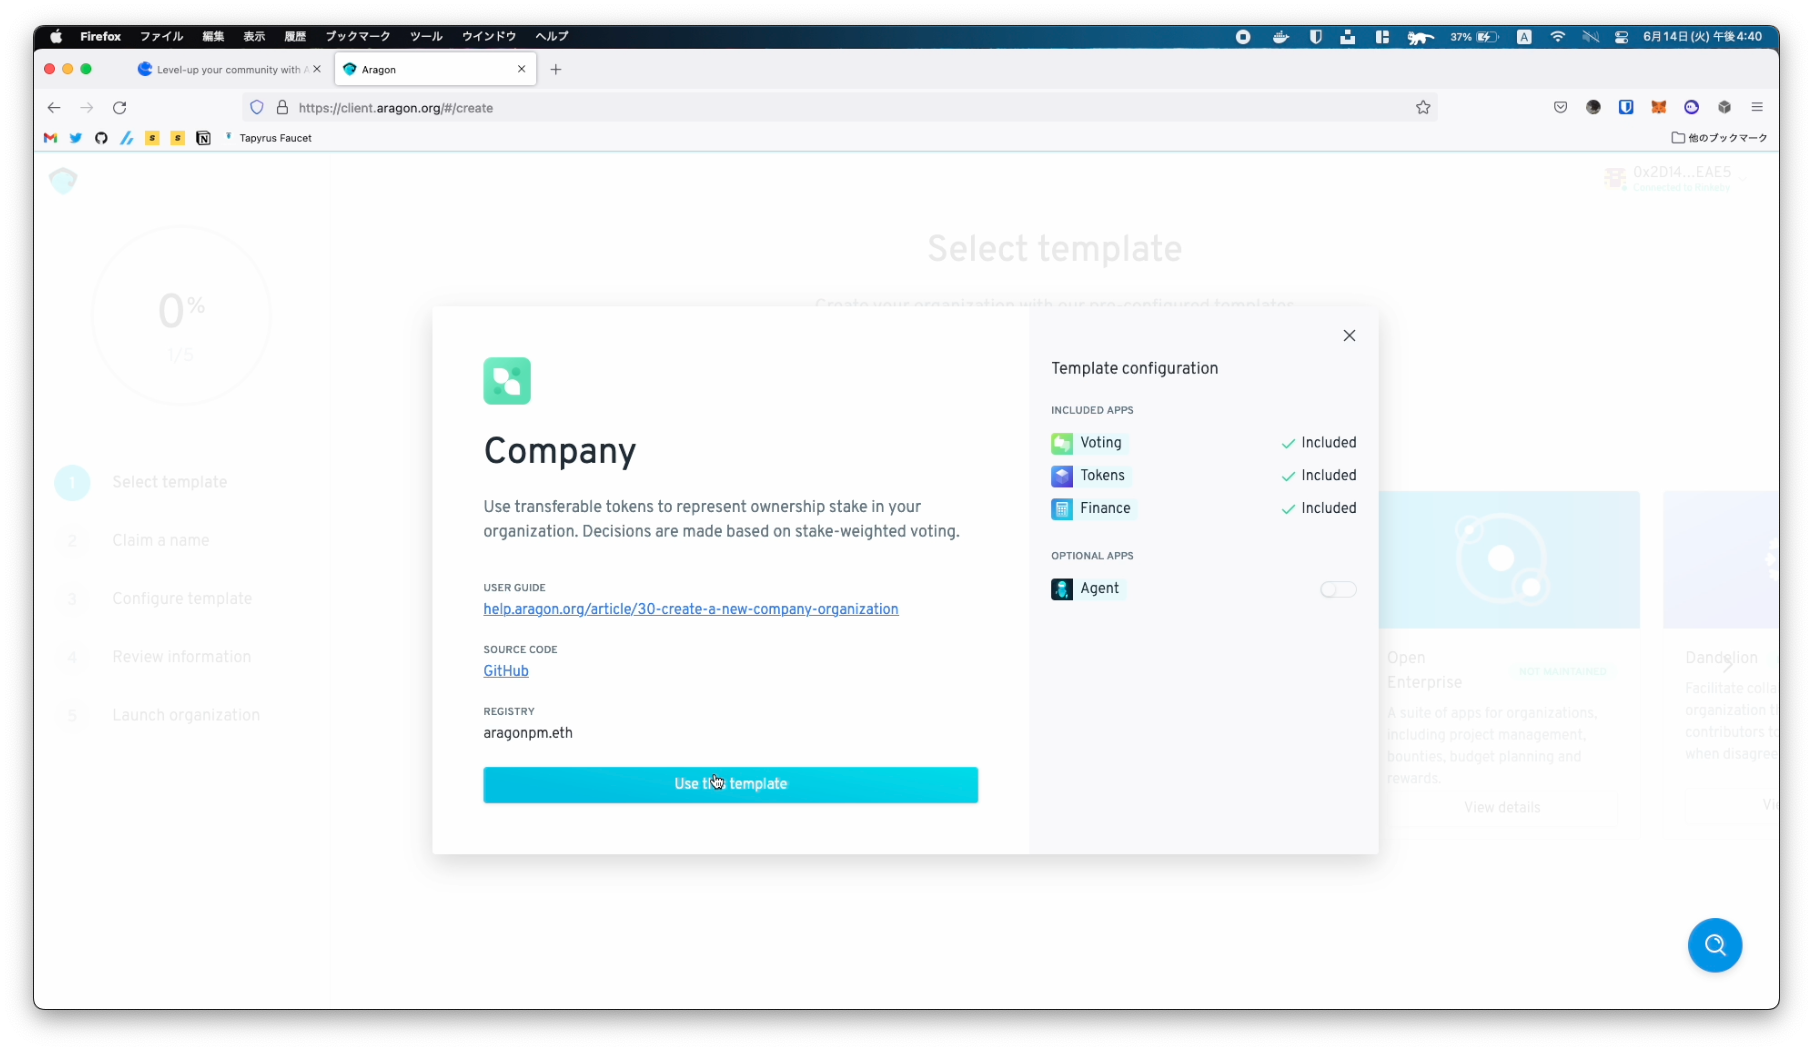 Firefox ファイル 編集 表示 履歴 ブックマーク ツール ウインドウ ヘルプ 37% A 6月14日(火) 午後4:40
Level-up your community with A
Aragon
https://client.aragon.org/#/create
Tapyrus Faucet
他のブックマーク
0x2D14...EAE5
Connected to Rinkeby
0%
1/5
Select template
Create your organization with our pre-configured templates
1 Select template
2 Claim a name
3 Configure template
4 Review information
5 Launch organization
Company
Use transferable tokens to represent ownership stake in your
organization. Decisions are made based on stake-weighted voting.
USER GUIDE
help.aragon.org/article/30-create-a-new-company-organization
SOURCE CODE
GitHub
REGISTRY
aragonpm.eth
Use this template
Template configuration
INCLUDED APPS
Voting Included
Tokens Included
Finance Included
OPTIONAL APPS
Agent
Open
Enterprise
NOT MAINTAINED
A suite of apps for organizations,
including project management,
bounties, budget planning and
rewards.
View details
Dandelion
Facilitate colla
organization th
contributors to
when disagree
Vi